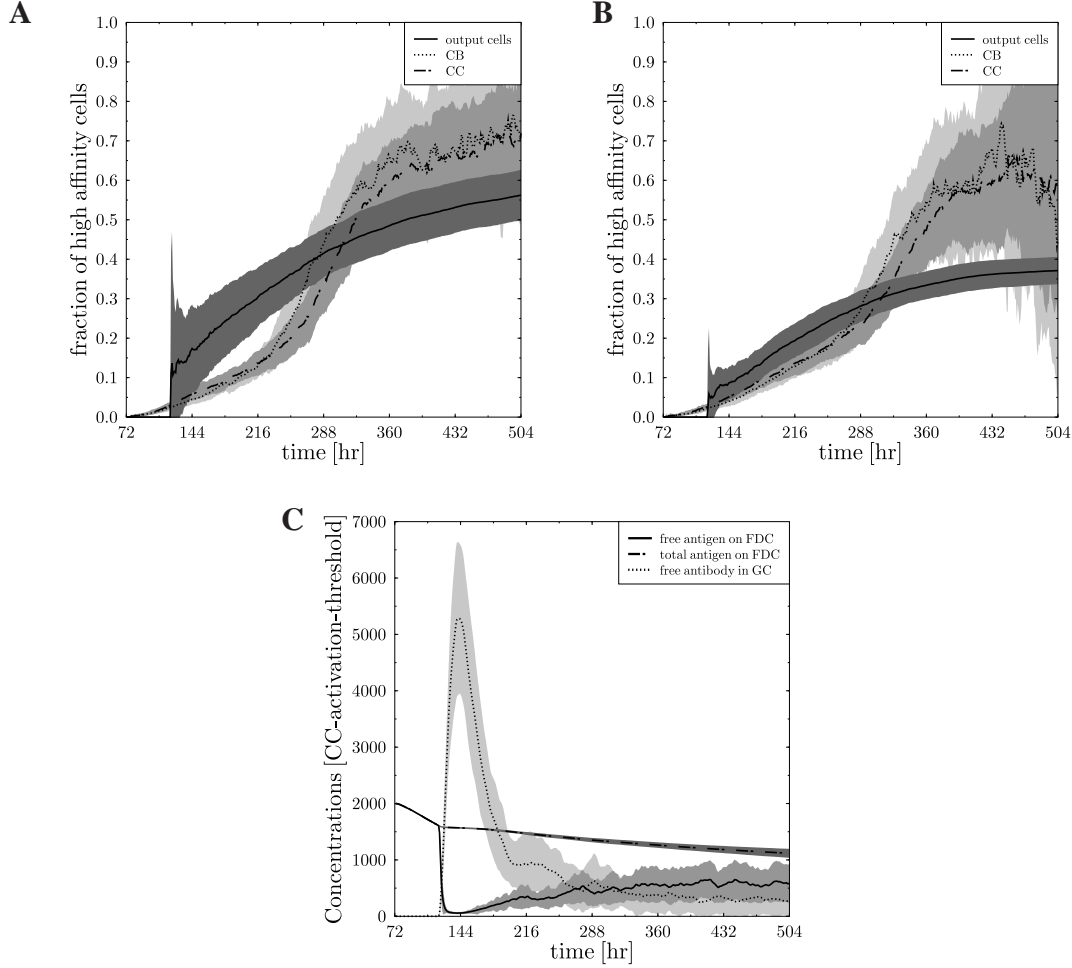 A
fraction of high affinity cells
1.0
0.9
0.8
0.7
0.6
0.5
0.4
0.3
0.2
0.1
0.0
output cells
CB
CC
72 144 216 288 360 432 504
time [hr]
B
fraction of high affinity cells
1.0
0.9
0.8
0.7
0.6
0.5
0.4
0.3
0.2
0.1
0.0
output cells
CB
CC
72 144 216 288 360 432 504
time [hr]
C
Concentrations [CC-activation-threshold]
7000
6000
5000
4000
3000
2000
1000
0
free antigen on FDC
total antigen on FDC
free antibody in GC
72 144 216 288 360 432 504
time [hr]